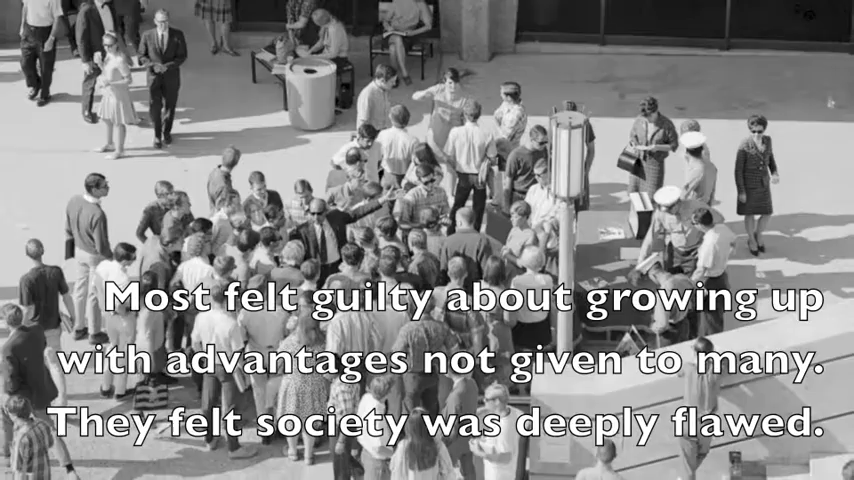 Most felt guilty about growing up
with advantages not given to many.
They felt society was deeply flawed.